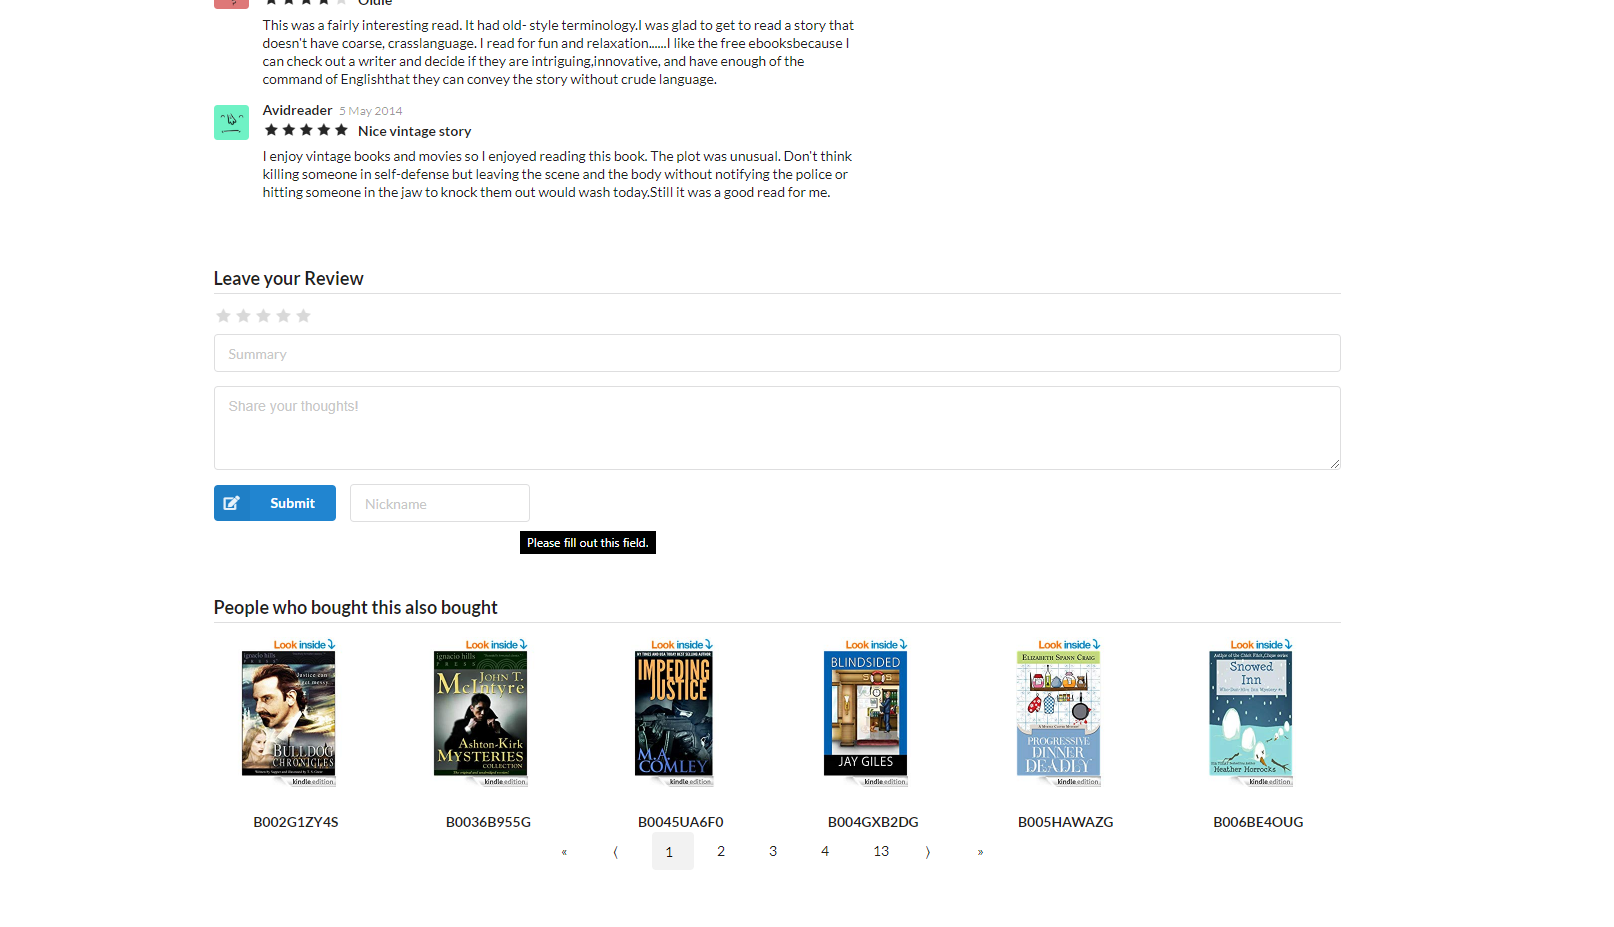 Oldie
This was a fairly interesting read. It had old- style terminology.I was glad to get to read a story that
doesn't have coarse, crasslanguage. I read for fun and relaxation......I like the free ebooksbecause I
can check out a writer and decide if they are intriguing,innovative, and have enough of the
command of Englishthat they can convey the story without crude language.
Avidreader 5 May 2014
Nice vintage story
I enjoy vintage books and movies so I enjoyed reading this book. The plot was unusual. Don't think
killing someone in self-defense but leaving the scene and the body without notifying the police or
hitting someone in the jaw to knock them out would wash today.Still it was a good read for me.
Leave your Review
Summary
Share your thoughts!
Submit
Nickname
Please fill out this field.
People who bought this also bought
Look inside
ignacio hills
PRESS
Justice can
get messy
BULLDOG
CHRONICLES
kindle edition
Look inside
ignacio hills
PRESS
JOHN T.
McIntyre
Ashton-Kirk
MYSTERIES
COLLECTION
kindle edition
Look inside
IMPEDING
JUSTICE
M.A.
COMLEY
kindle edition
Look inside
BLINDSIDED
JAY GILES
kindle edition
Look inside
ELIZABETH SPANN CRAIG
PROGRESSIVE
DINNER
DEADLY
kindle edition
Look inside
Snowed
Inn
Heather Horrocks
kindle edition
B002G1ZY4S B0036B955G B0045UA6F0 B004GXB2DG B005HAWAZG B006BE4OUG
« ⟨ 1 2 3 4 13 ⟩ »